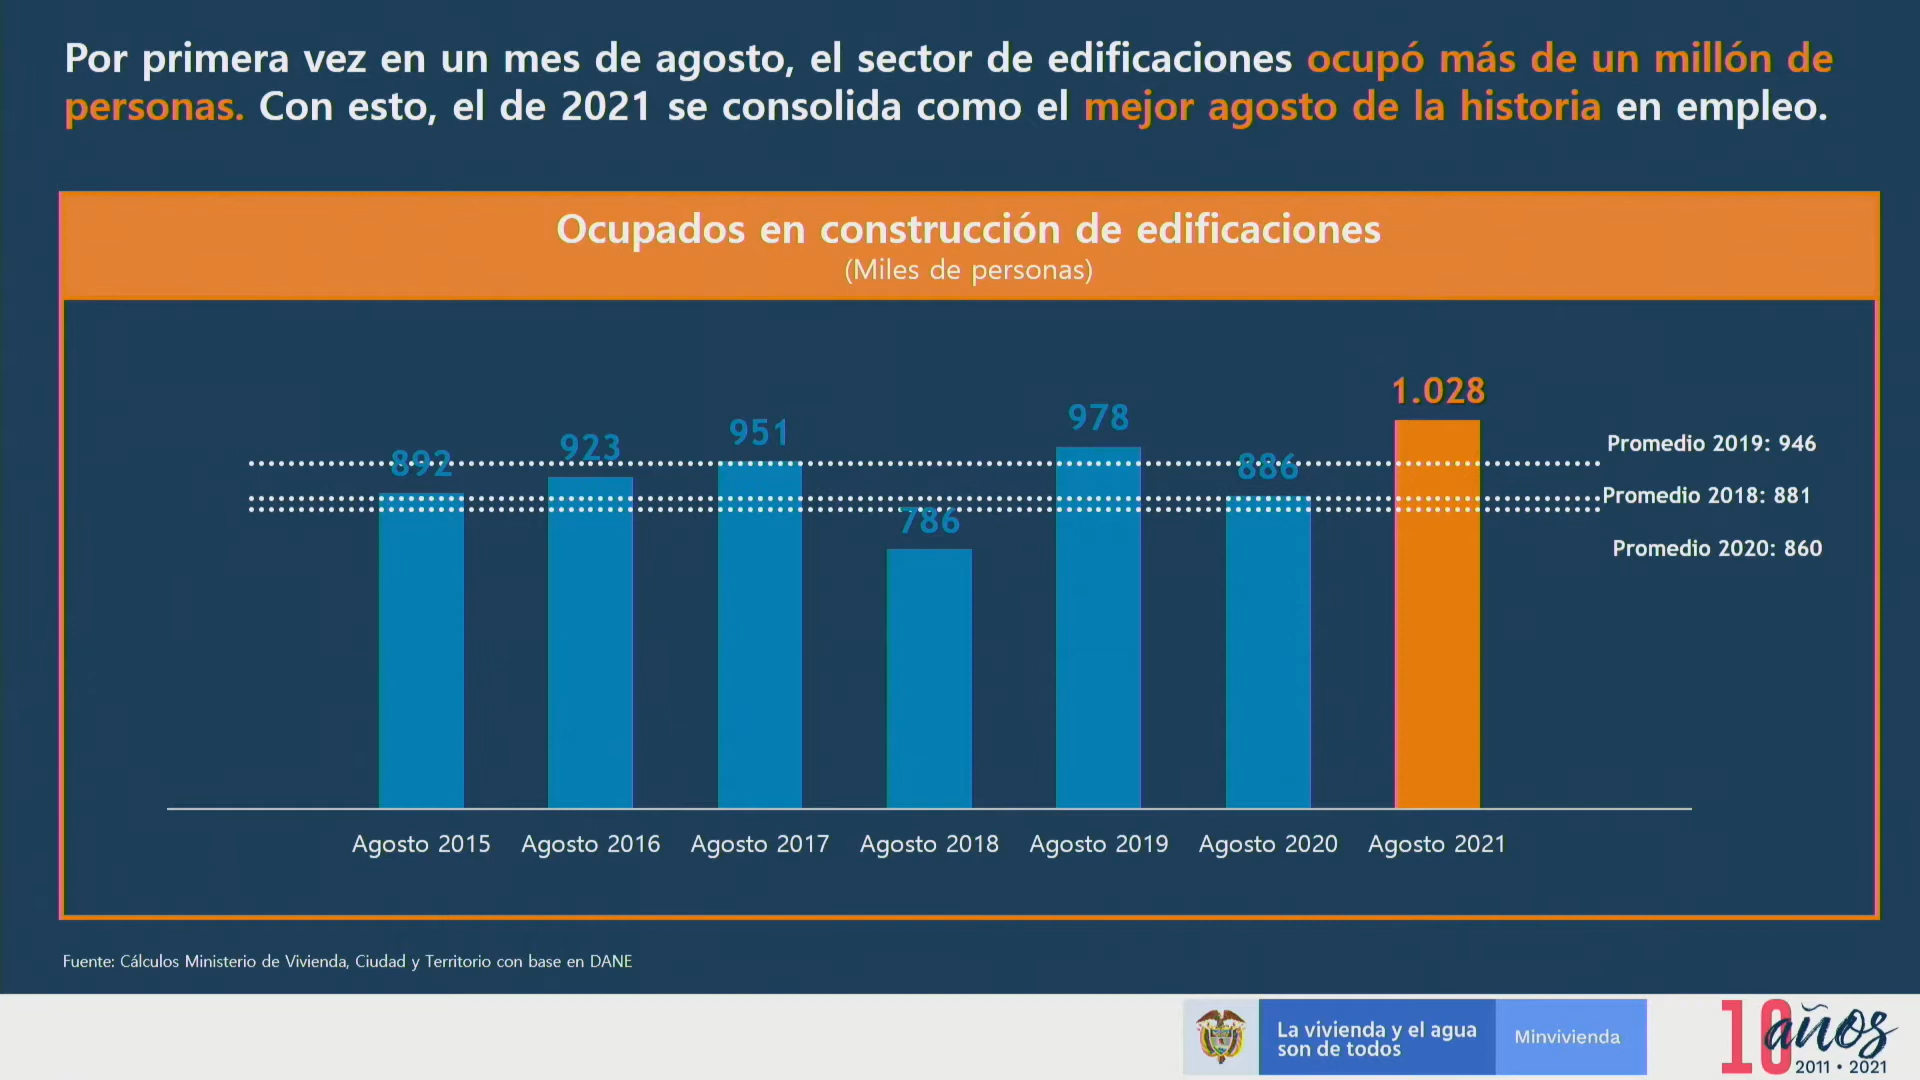 Por primera vez en un mes de agosto, el sector de edificaciones ocupó más de un millón de
personas. Con esto, el de 2021 se consolida como el mejor agosto de la historia en empleo.
Ocupados en construcción de edificaciones
(Miles de personas)
892
923
951
786
978
886
1.028
Promedio 2019: 946
Promedio 2018: 881
Promedio 2020: 860
Agosto 2015
Agosto 2016
Agosto 2017
Agosto 2018
Agosto 2019
Agosto 2020
Agosto 2021
Fuente: Cálculos Ministerio de Vivienda, Ciudad y Territorio con base en DANE
La vivienda y el agua
son de todos
Minvivienda
10 años
2011 • 2021